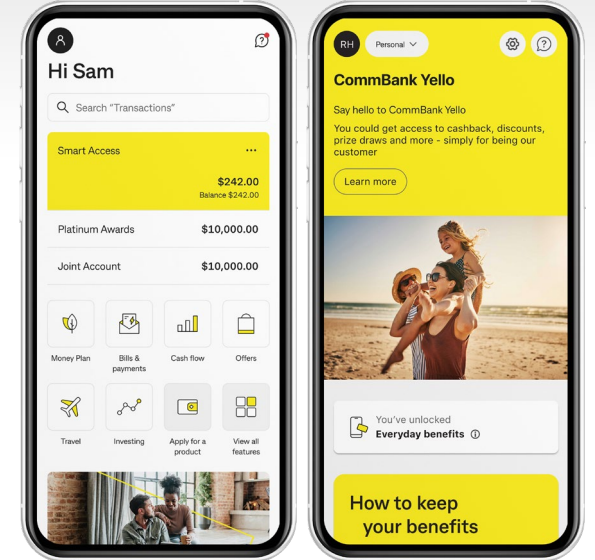 Hi Sam
Search “Transactions”
Smart Access
$242.00
Balance $242.00
Platinum Awards $10,000.00
Joint Account $10,000.00
Money Plan
Bills &
payments
Cash flow
Offers
Travel
Investing
Apply for a
product
View all
features
RH
Personal
CommBank Yello
Say hello to CommBank Yello
You could get access to cashback, discounts,
prize draws and more - simply for being our
customer
Learn more
You’ve unlocked
Everyday benefits
How to keep
your benefits